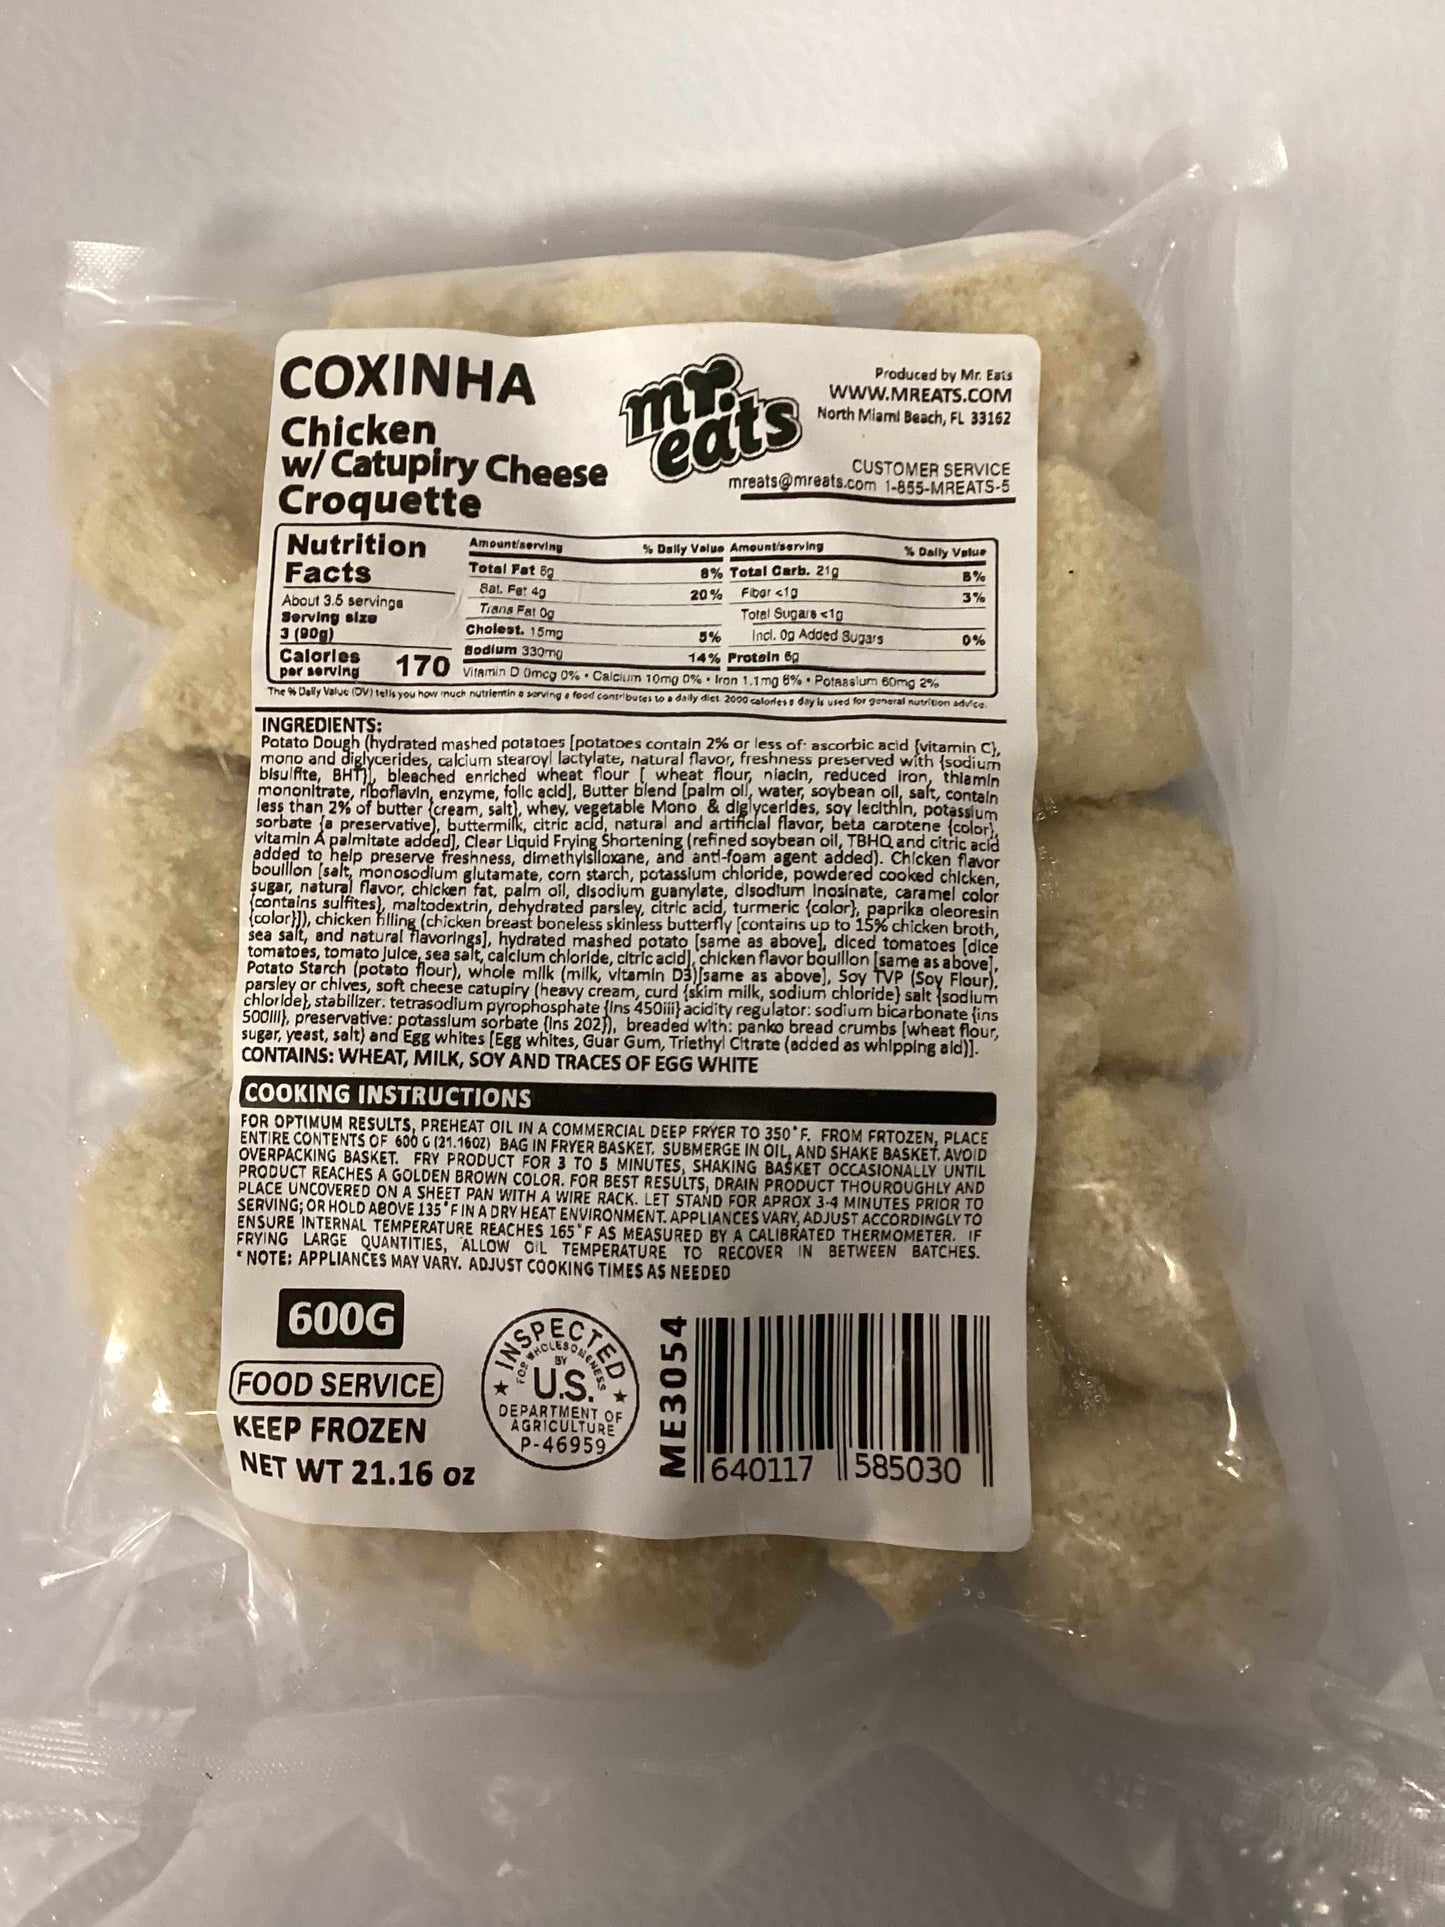 COXINHA
Chicken
w/ Catupiry Cheese
Croquette
mr. eats
Produced by Mr. Eats
WWW.MREATS.COM
North Miami Beach, FL 33162
CUSTOMER SERVICE
mreats@mreats.com 1-855-MREATS-5
Nutrition
Facts
About 3.5 servings
Serving size
3 (90g)
Calories
per serving 170
Amount/serving % Daily Value
Total Fat 6g 8%
Sat. Fat 4g 20%
Trans Fat 0g
Cholest. 15mg 5%
Sodium 330mg 14%
Amount/serving % Daily Value
Total Carb. 21g 8%
Fiber <1g 3%
Total Sugars <1g
Incl. 0g Added Sugars 0%
Protein 6g
Vitamin D 0mcg 0% • Calcium 10mg 0% • Iron 1.1mg 6% • Potassium 60mg 2%
The % Daily Value (DV) tells you how much nutrientin a serving a food contributes to a daily diet. 2000 calories a day is used for general nutrition advice.
INGREDIENTS:
Potato Dough (hydrated mashed potatoes [potatoes contain 2% or less of: ascorbic acid {vitamin C},
mono and diglycerides, calcium stearoyl lactylate, natural flavor, freshness preserved with {sodium
bisulfite, BHT}], bleached enriched wheat flour [ wheat flour, niacin, reduced iron, thiamin
mononitrate, riboflavin, enzyme, folic acid], Butter blend [palm oil, water, soybean oil, salt, contain
less than 2% of butter {cream, salt}, whey, vegetable Mono & diglycerides, soy lecithin, potassium
sorbate {a preservative}, buttermilk, citric acid, natural and artificial flavor, beta carotene {color},
vitamin A palmitate added], Clear Liquid Frying Shortening (refined soybean oil, TBHQ and citric acid
added to help preserve freshness, dimethylsiloxane, and anti-foam agent added). Chicken flavor
bouillon [salt, monosodium glutamate, corn starch, potassium chloride, powdered cooked chicken,
sugar, natural flavor, chicken fat, palm oil, disodium guanylate, disodium inosinate, caramel color
{contains sulfites}, maltodextrin, dehydrated parsley, citric acid, turmeric {color}, paprika oleoresin
{color}]), chicken filling (chicken breast boneless skinless butterfly [contains up to 15% chicken broth,
sea salt, and natural flavorings], hydrated mashed potato [same as above], diced tomatoes [dice
tomatoes, tomato juice, sea salt, calcium chloride, citric acid], chicken flavor bouillon [same as above],
Potato Starch (potato flour), whole milk (milk, vitamin D3)[same as above], Soy TVP (Soy Flour),
parsley or chives, soft cheese catupiry (heavy cream, curd {skim milk, sodium chloride} salt {sodium
chloride}, stabilizer: tetrasodium pyrophosphate {ins 450iii} acidity regulator: sodium bicarbonate {ins
500III}, preservative: potassium sorbate {ins 202}), breaded with: panko bread crumbs [wheat flour,
sugar, yeast, salt} and Egg whites [Egg whites, Guar Gum, Triethyl Citrate (added as whipping aid)].
CONTAINS: WHEAT, MILK, SOY AND TRACES OF EGG WHITE
COOKING INSTRUCTIONS
FOR OPTIMUM RESULTS, PREHEAT OIL IN A COMMERCIAL DEEP FRYER TO 350°F. FROM FRTOZEN, PLACE
ENTIRE CONTENTS OF 600 G (21.16OZ) BAG IN FRYER BASKET. SUBMERGE IN OIL, AND SHAKE BASKET. AVOID
OVERPACKING BASKET. FRY PRODUCT FOR 3 TO 5 MINUTES, SHAKING BASKET OCCASIONALLY UNTIL
PRODUCT REACHES A GOLDEN BROWN COLOR. FOR BEST RESULTS, DRAIN PRODUCT THOUROUGHLY AND
PLACE UNCOVERED ON A SHEET PAN WITH A WIRE RACK. LET STAND FOR APROX 3-4 MINUTES PRIOR TO
SERVING; OR HOLD ABOVE 135°F IN A DRY HEAT ENVIRONMENT. APPLIANCES VARY, ADJUST ACCORDINGLY TO
ENSURE INTERNAL TEMPERATURE REACHES 165°F AS MEASURED BY A CALIBRATED THERMOMETER. IF
FRYING LARGE QUANTITIES, ALLOW OIL TEMPERATURE TO RECOVER IN BETWEEN BATCHES.
*NOTE: APPLIANCES MAY VARY. ADJUST COOKING TIMES AS NEEDED
600G
FOOD SERVICE
KEEP FROZEN
NET WT 21.16 oz
INSPECTED
FOR WHOLESOMENESS
BY
U.S.
DEPARTMENT OF
AGRICULTURE
P-46959
ME3054
640117 585030